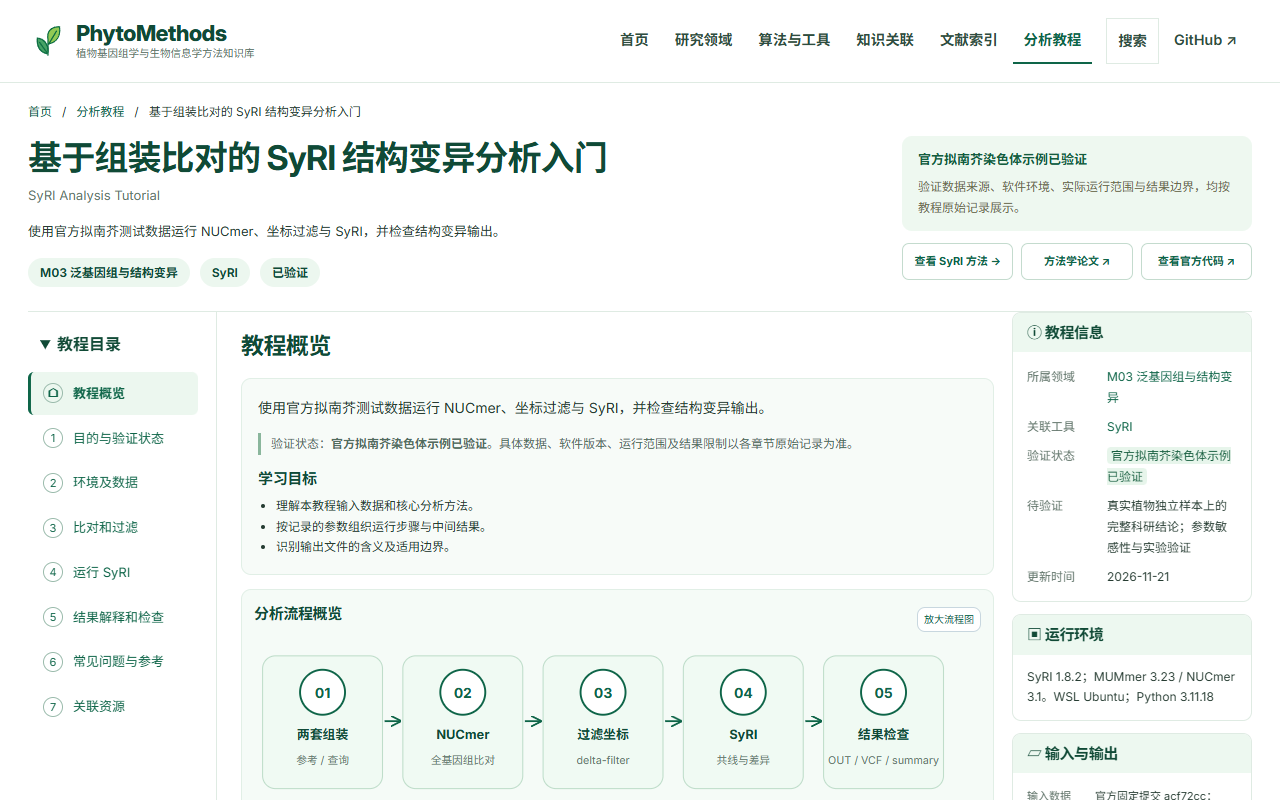 PhytoMethods
植物基因组学与生物信息学方法知识库
首页
研究领域
算法与工具
知识关联
文献索引
分析教程
搜索
GitHub ↗
首页 / 分析教程 / 基于组装比对的 SyRI 结构变异分析入门
基于组装比对的 SyRI 结构变异分析入门
SyRI Analysis Tutorial
使用官方拟南芥测试数据运行 NUCmer、坐标过滤与 SyRI，并检查结构变异输出。
M03 泛基因组与结构变异
SyRI
已验证
官方拟南芥染色体示例已验证
验证数据来源、软件环境、实际运行范围与结果边界，均按
教程原始记录展示。
查看 SyRI 方法 →
方法学论文 ↗
查看官方代码 ↗
▼ 教程目录
教程概览
1 目的与验证状态
2 环境及数据
3 比对和过滤
4 运行 SyRI
5 结果解释和检查
6 常见问题与参考
7 关联资源
教程概览
使用官方拟南芥测试数据运行 NUCmer、坐标过滤与 SyRI，并检查结构变异输出。
验证状态：官方拟南芥染色体示例已验证。具体数据、软件版本、运行范围及结果限制以各章节原始记录为准。
学习目标
• 理解本教程输入数据和核心分析方法。
• 按记录的参数组织运行步骤与中间结果。
• 识别输出文件的含义及适用边界。
分析流程概览
放大流程图
01
两套组装
参考 / 查询
02
NUCmer
全基因组比对
03
过滤坐标
delta-filter
04
SyRI
共线与差异
05
结果检查
OUT / VCF / summary
ⓘ 教程信息
所属领域 M03 泛基因组与结构变
异
关联工具 SyRI
验证状态 官方拟南芥染色体示例
已验证
待验证 真实植物独立样本上的
完整科研结论；参数敏
感性与实验验证
更新时间 2026-11-21
▣ 运行环境
SyRI 1.8.2；MUMmer 3.23 / NUCmer
3.1。WSL Ubuntu；Python 3.11.18
▱ 输入与输出
输入数据 官方固定提交 acf72cc：